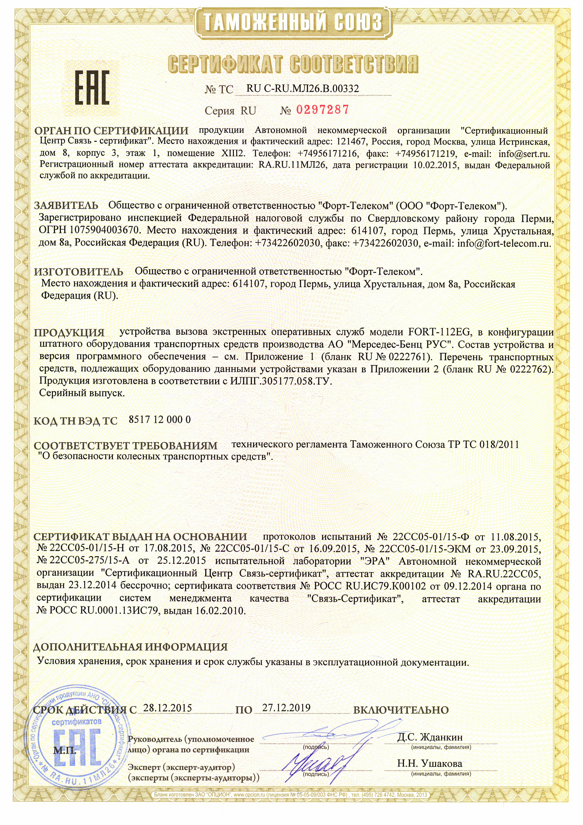 ТАМОЖЕННЫЙ СОЮЗ
СЕРТИФИКАТ СООТВЕТСТВИЯ
EAC
№ ТС RU C-RU.МЛ26.В.00332
Серия RU № 0297287
ОРГАН ПО СЕРТИФИКАЦИИ продукции Автономной некоммерческой организации "Сертификационный
Центр Связь - сертификат". Место нахождения и фактический адрес: 121467, Россия, город Москва, улица Истринская,
дом 8, корпус 3, этаж 1, помещение XIII2. Телефон: +74956171216, факс: +74956171219, e-mail: info@sert.ru.
Регистрационный номер аттестата аккредитации: RA.RU.11МЛ26, дата регистрации 10.02.2015, выдан Федеральной
службой по аккредитации.
ЗАЯВИТЕЛЬ Общество с ограниченной ответственностью "Форт-Телеком" (ООО "Форт-Телеком").
Зарегистрировано инспекцией Федеральной налоговой службы по Свердловскому району города Перми,
ОГРН 1075904003670. Место нахождения и фактический адрес: 614107, город Пермь, улица Хрустальная,
дом 8а, Российская Федерация (RU). Телефон: +73422602030, факс: +73422602030, e-mail: info@fort-telecom.ru.
ИЗГОТОВИТЕЛЬ Общество с ограниченной ответственностью "Форт-Телеком".
Место нахождения и фактический адрес: 614107, город Пермь, улица Хрустальная, дом 8а, Российская
Федерация (RU).
ПРОДУКЦИЯ устройства вызова экстренных оперативных служб модели FORT-112EG, в конфигурации
штатного оборудования транспортных средств производства АО "Мерседес-Бенц РУС". Состав устройства и
версия программного обеспечения – см. Приложение 1 (бланк RU № 0222761). Перечень транспортных
средств, подлежащих оборудованию данными устройствами указан в Приложении 2 (бланк RU № 0222762).
Продукция изготовлена в соответствии с ИЛПГ.305177.058.ТУ.
Серийный выпуск.
КОД ТН ВЭД ТС 8517 12 000 0
СООТВЕТСТВУЕТ ТРЕБОВАНИЯМ технического регламента Таможенного Союза ТР ТС 018/2011
"О безопасности колесных транспортных средств".
СЕРТИФИКАТ ВЫДАН НА ОСНОВАНИИ протоколов испытаний № 22СС05-01/15-Ф от 11.08.2015,
№ 22СС05-01/15-Н от 17.08.2015, № 22СС05-01/15-С от 16.09.2015, № 22СС05-01/15-ЭКМ от 23.09.2015,
№ 22СС05-275/15-А от 25.12.2015 испытательной лаборатории "ЭРА" Автономной некоммерческой
организации "Сертификационный Центр Связь-сертификат", аттестат аккредитации № RA.RU.22СС05,
выдан 23.12.2014 бессрочно; сертификата соответствия № РОСС RU.ИС79.К00102 от 09.12.2014 органа по
сертификации систем менеджмента качества "Связь-Сертификат", аттестат аккредитации
№ РОСС RU.0001.13ИС79, выдан 16.02.2010.
ДОПОЛНИТЕЛЬНАЯ ИНФОРМАЦИЯ
Условия хранения, срок хранения и срок службы указаны в эксплуатационной документации.
СРОК ДЕЙСТВИЯ С 28.12.2015 ПО 27.12.2019 ВКЛЮЧИТЕЛЬНО
Для
сертификатов
EAC
М.П.
Руководитель (уполномоченное
лицо) органа по сертификации
(подпись)
Д.С. Жданкин
(инициалы, фамилия)
Эксперт (эксперт-аудитор)
(эксперты (эксперты-аудиторы))
(подпись)
Н.Н. Ушакова
(инициалы, фамилия)